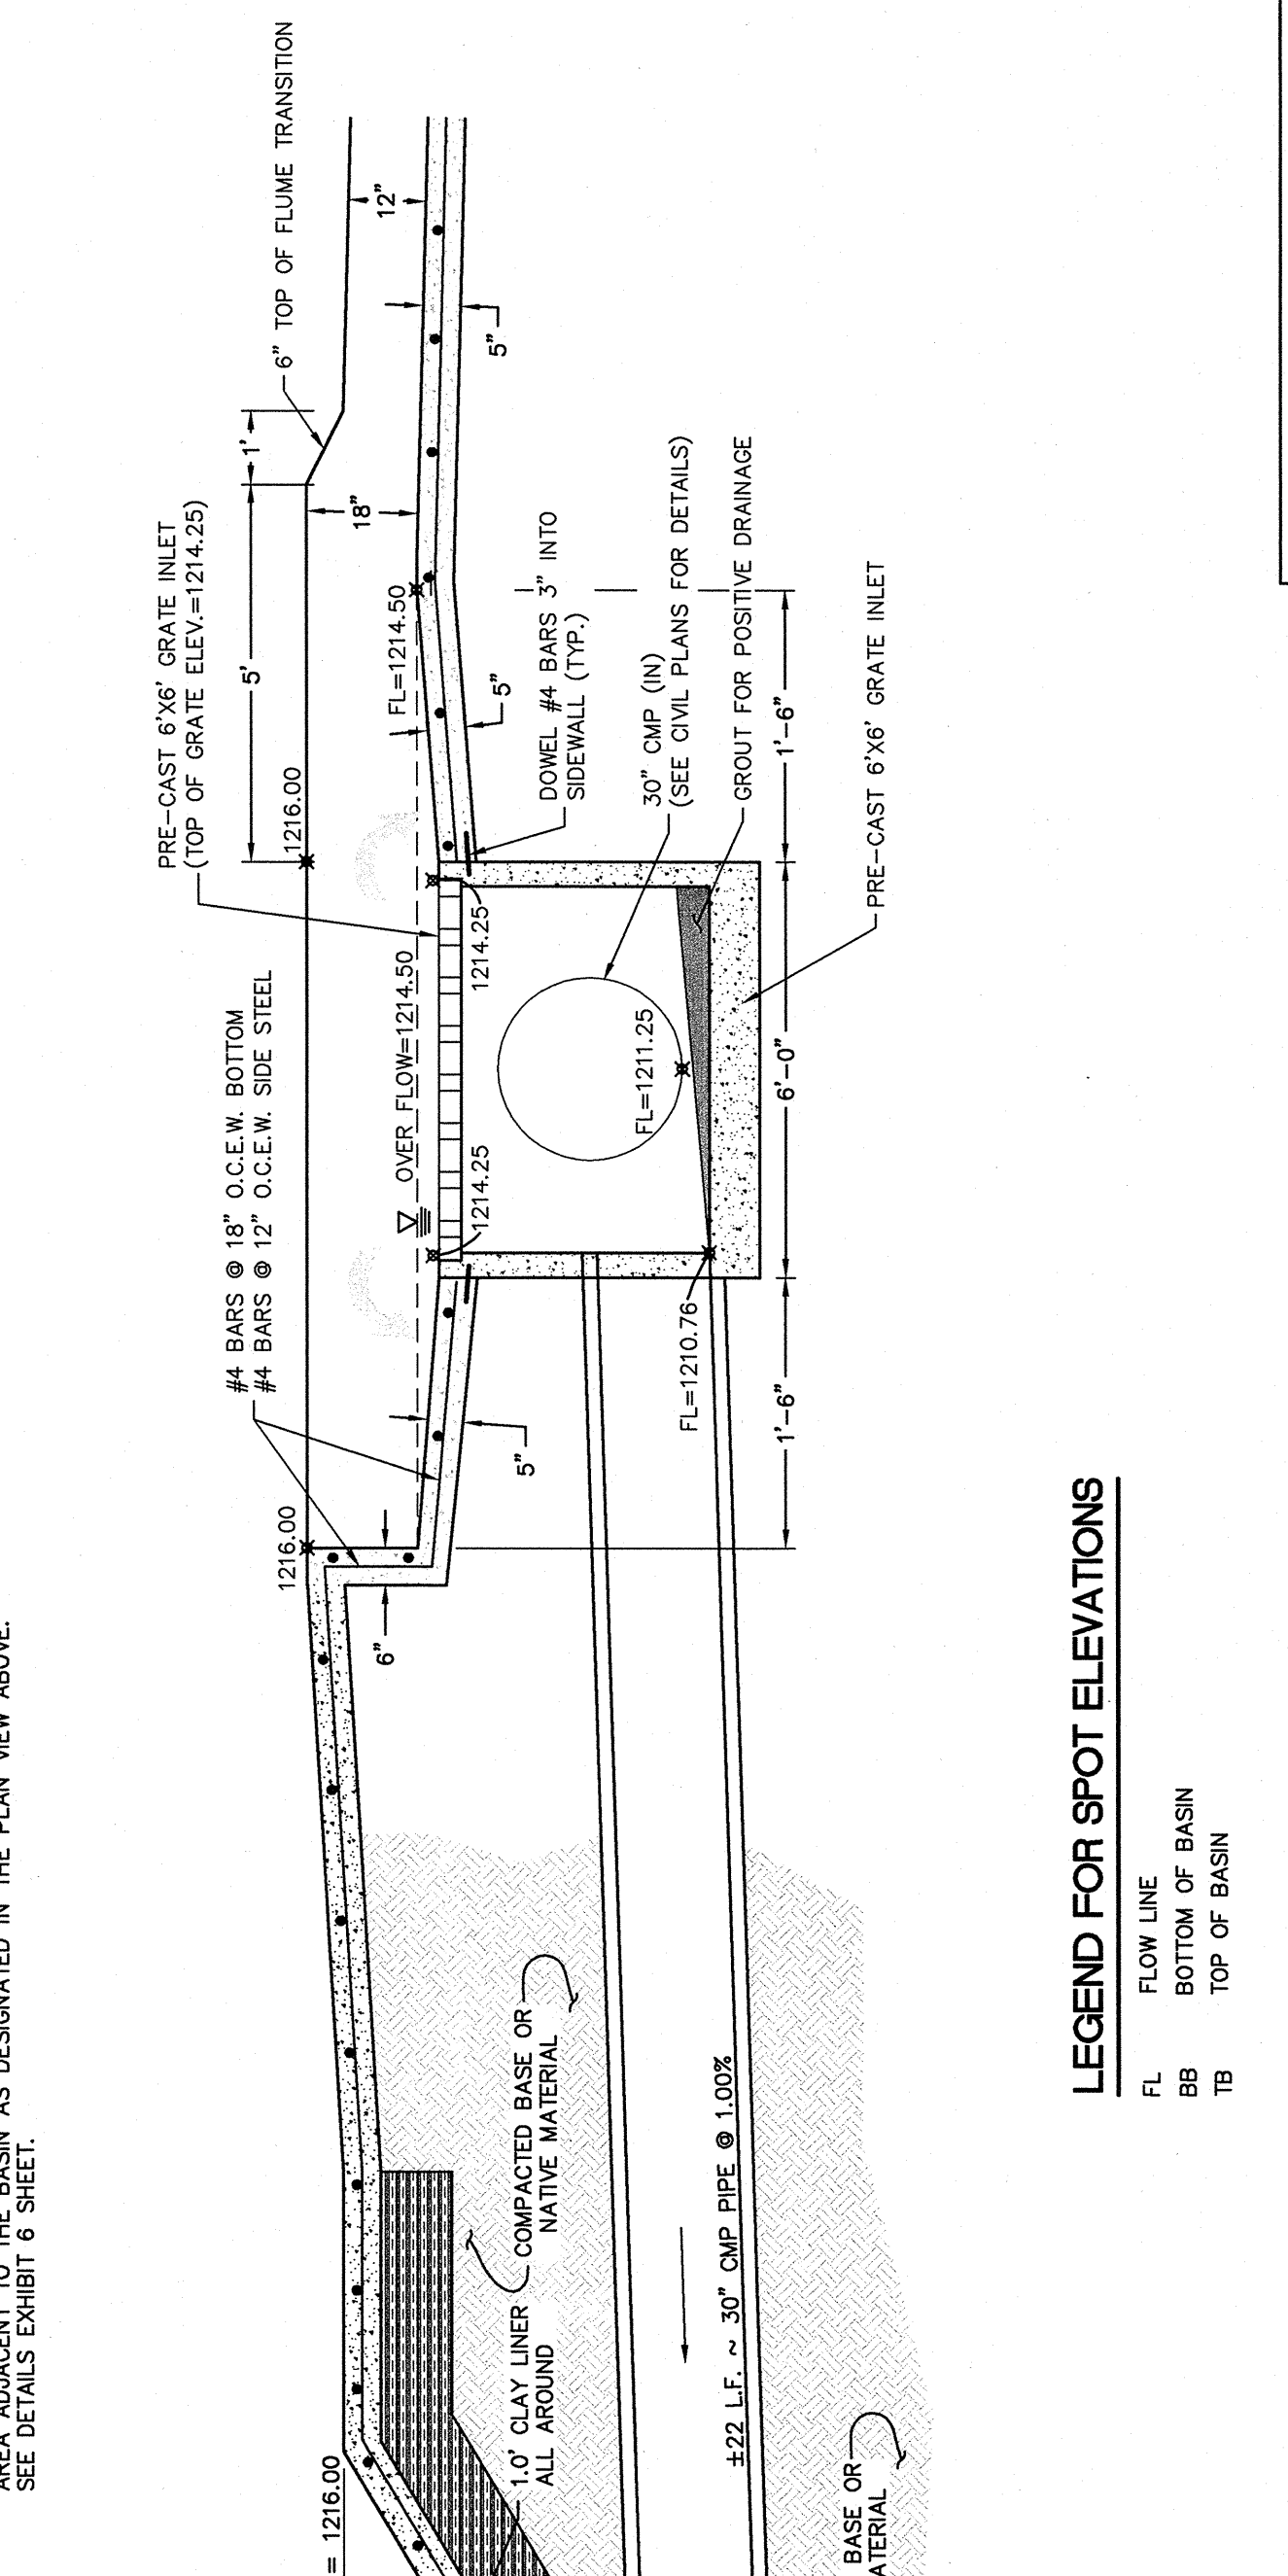 AREA ADJACENT TO THE BASIN AS DESIGNATED IN THE PLAN VIEW ABOVE.
SEE DETAILS EXHIBIT 6 SHEET.
PRE-CAST 6'X6' GRATE INLET
(TOP OF GRATE ELEV.=1214.25)
#4 BARS @ 18" O.C.E.W. BOTTOM
#4 BARS @ 12" O.C.E.W. SIDE STEEL
5'
1'
6" TOP OF FLUME TRANSITION
= 1216.00
1216.00
1216.00
18"
12"
6"
OVER FLOW=1214.50
FL=1214.50
1214.25
1214.25
5"
5"
5"
1.0' CLAY LINER
ALL AROUND
COMPACTED BASE OR
NATIVE MATERIAL
DOWEL #4 BARS 3" INTO
SIDEWALL (TYP.)
FL=1211.25
30" CMP (IN)
(SEE CIVIL PLANS FOR DETAILS)
FL=1210.76
GROUT FOR POSITIVE DRAINAGE
±22 L.F. ~ 30" CMP PIPE @ 1.00%
1'-6"
6'-0"
1'-6"
BASE OR
ATERIAL
PRE-CAST 6'X6' GRATE INLET
LEGEND FOR SPOT ELEVATIONS
FL FLOW LINE
BB BOTTOM OF BASIN
TB TOP OF BASIN